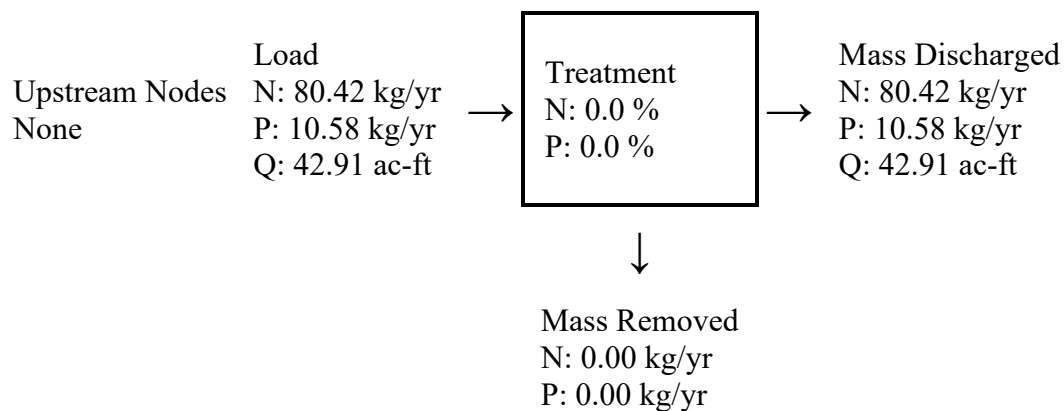 Upstream Nodes
None
Load
N: 80.42 kg/yr
P: 10.58 kg/yr
Q: 42.91 ac-ft
→
Treatment
N: 0.0 %
P: 0.0 %
→
Mass Discharged
N: 80.42 kg/yr
P: 10.58 kg/yr
Q: 42.91 ac-ft
↓
Mass Removed
N: 0.00 kg/yr
P: 0.00 kg/yr